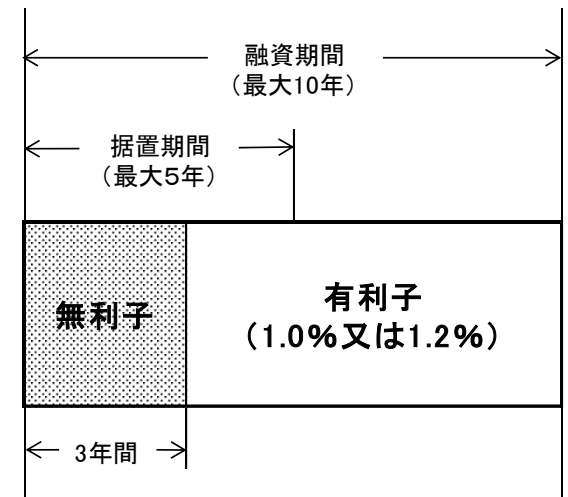 融資期間
（最大10年）
据置期間
（最大５年）
無利子
有利子
（1.0％又は1.2％）
3年間